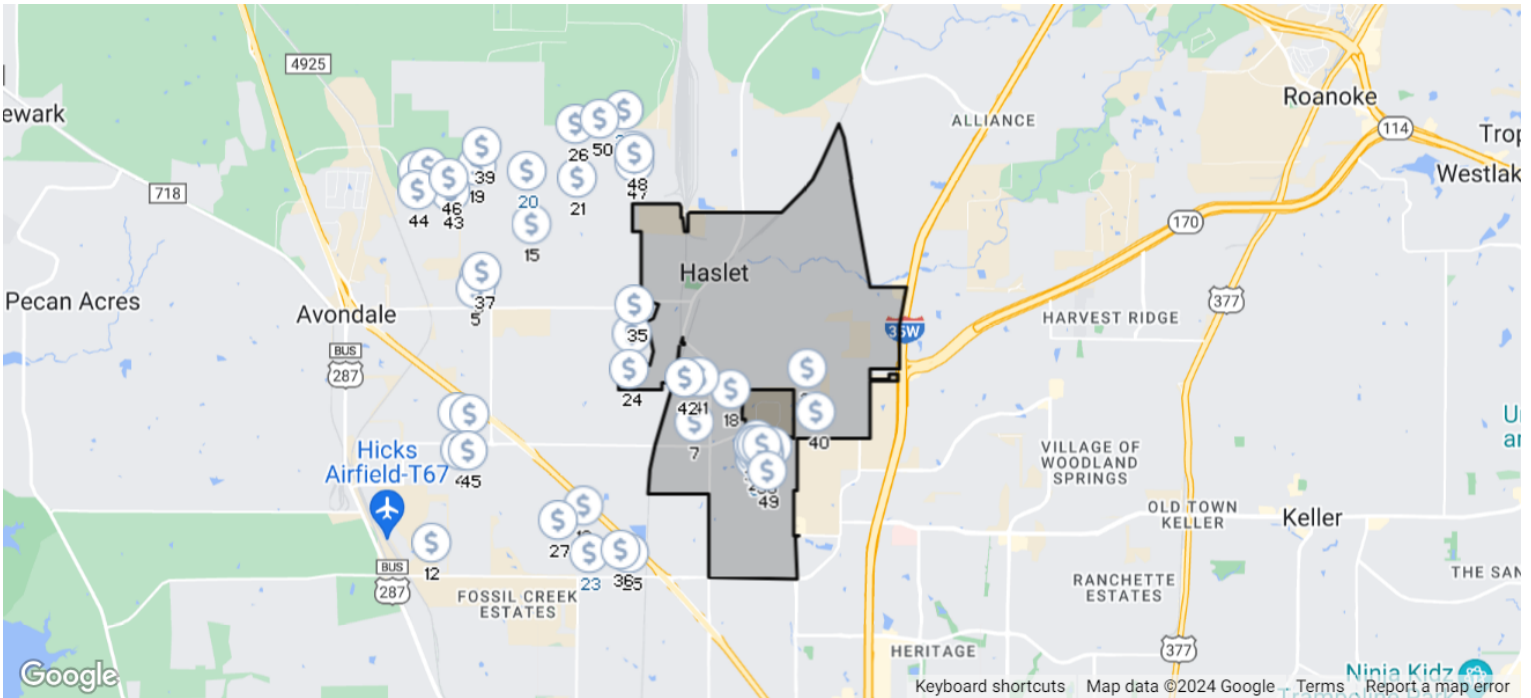 4925
ewark
Roanoke
ALLIANCE
114
Trop
26
50
39
48
718
Westlak
19
20
21
46
44
43
170
15
Haslet
Pecan Acres
37
377
Avondale
HARVEST RIDGE
35W
35
BUS
287
24
42
41
18
40
7
Hicks
Airfield-T67
45
VILLAGE OF
WOODLAND
SPRINGS
49
OLD TOWN
KELLER
Keller
27
12
23
36
25
BUS
287
FOSSIL CREEK
ESTATES
RANCHETTE
ESTATES
THE SAN
HERITAGE
377
Ninja Kidz
Google
Keyboard shortcuts
Map data ©2024 Google
Terms
Report a map error